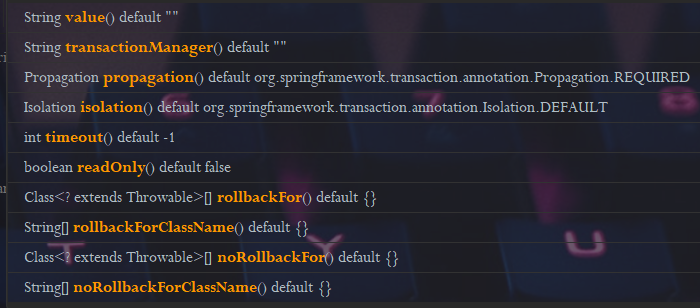 String value() default ""
String transactionManager() default ""
Propagation propagation() default org.springframework.transaction.annotation.Propagation.REQUIRED
Isolation isolation() default org.springframework.transaction.annotation.Isolation.DEFAULT
int timeout() default -1
boolean readOnly() default false
Class<? extends Throwable>[] rollbackFor() default {}
String[] rollbackForClassName() default {}
Class<? extends Throwable>[] noRollbackFor() default {}
String[] noRollbackForClassName() default {}
T Y U